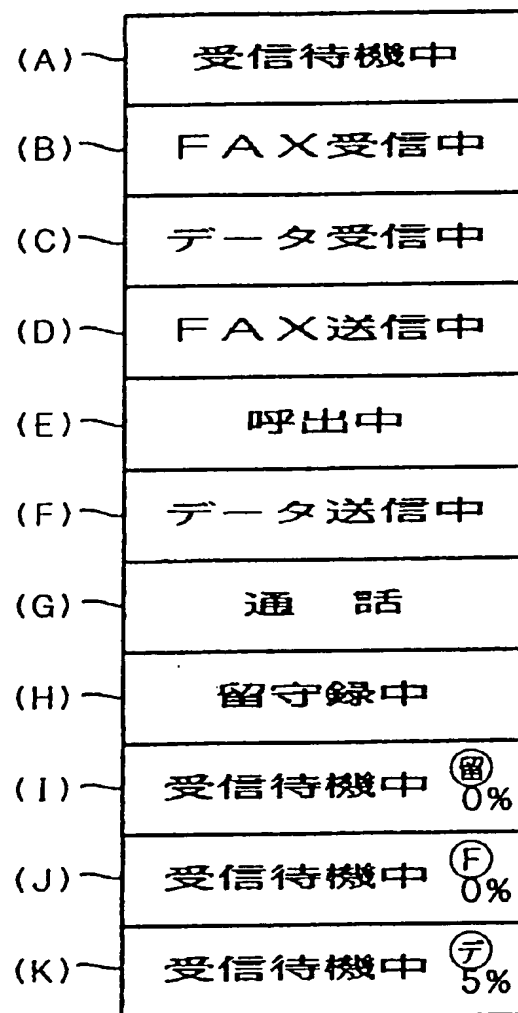 (A) 受信待機中
(B) FAX受信中
(C) データ受信中
(D) FAX送信中
(E) 呼出中
(F) データ送信中
(G) 通 話
(H) 留守録中
(I) 受信待機中 �

留 0%
(J) 受信待機中 Ⓕ 0%
(K) 受信待機中 ㋢ 5%